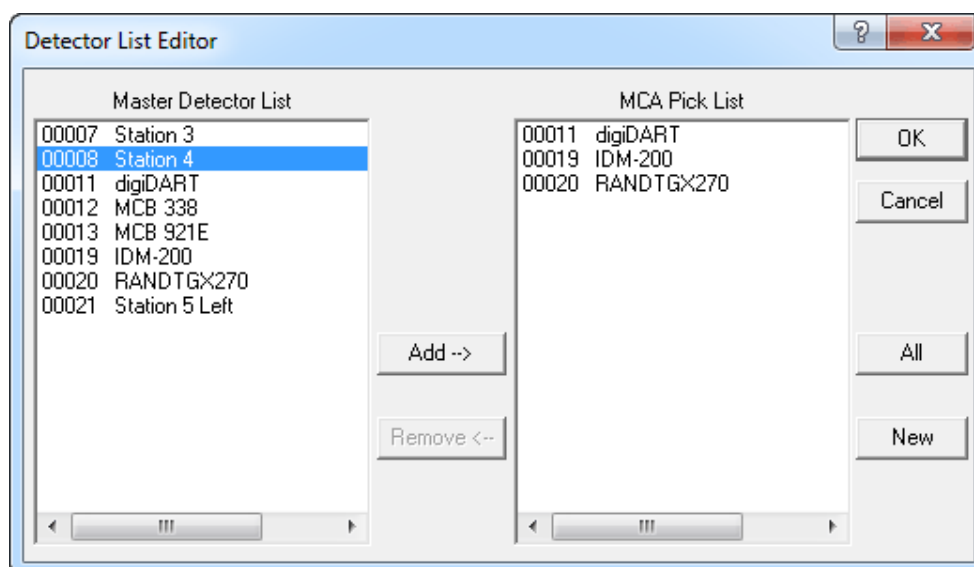 Detector List Editor
?
X
Master Detector List
00007 Station 3
00008 Station 4
00011 digiDART
00012 MCB 338
00013 MCB 921E
00019 IDM-200
00020 RANDTGX270
00021 Station 5 Left
Add -->
Remove <--
MCA Pick List
00011 digiDART
00019 IDM-200
00020 RANDTGX270
OK
Cancel
All
New